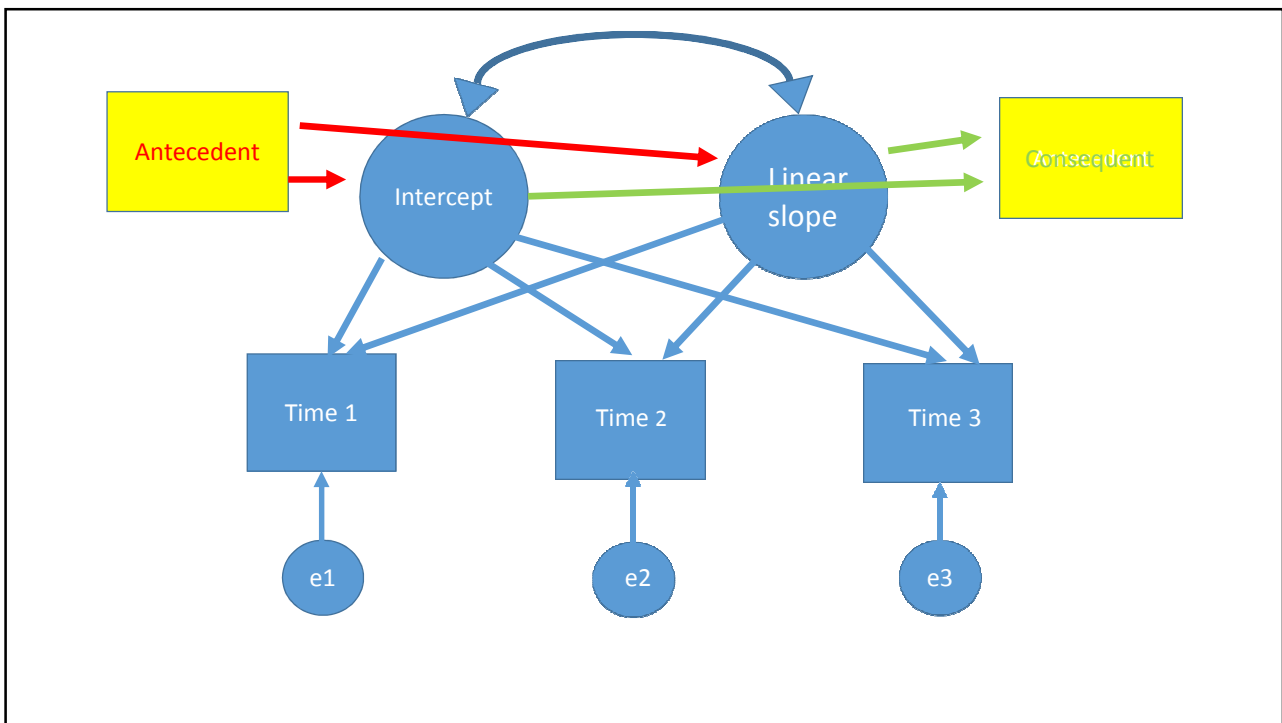 Antecedent
Intercept
Linear
slope
Consequent
Time 1
Time 2
Time 3
e1
e2
e3